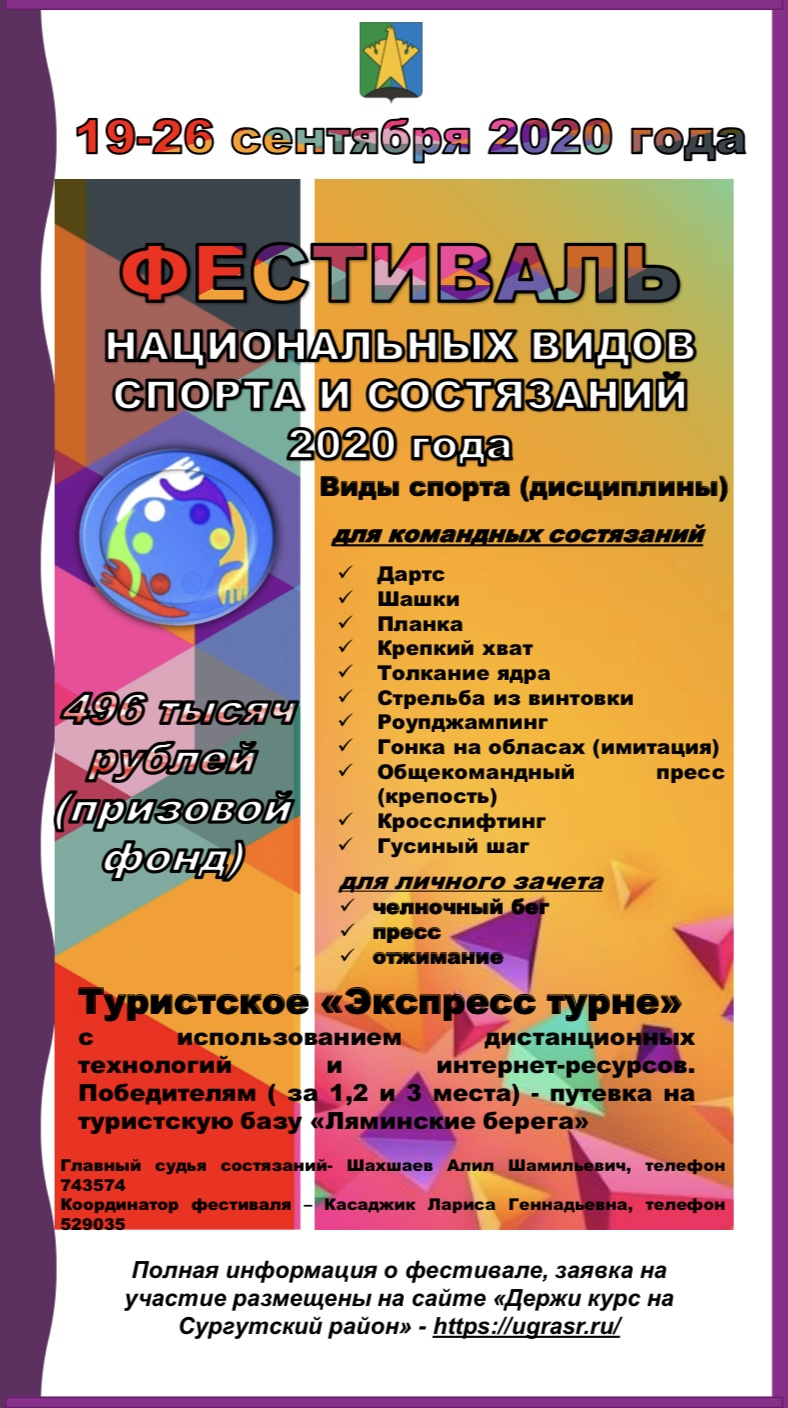 19-26 сентября 2020 года
ФЕСТИВАЛЬ
НАЦИОНАЛЬНЫХ ВИДОВ
СПОРТА И СОСТЯЗАНИЙ
2020 года
Виды спорта (дисциплины)
для командных состязаний
✓ Дартс
✓ Шашки
✓ Планка
✓ Крепкий хват
✓ Толкание ядра
✓ Стрельба из винтовки
✓ Роупджампинг
✓ Гонка на обласах (имитация)
✓ Общекомандный пресс
(крепость)
✓ Кросслифтинг
✓ Гусиный шаг
для личного зачета
✓ челночный бег
✓ пресс
✓ отжимание
496 тысяч
рублей
(призовой
фонд)
Туристское «Экспресс турне»
с использованием дистанционных
технологий и интернет-ресурсов.
Победителям ( за 1,2 и 3 места) - путевка на
туристскую базу «Ляминские берега»
Главный судья состязаний- Шахшаев Алил Шамильевич, телефон
743574
Координатор фестиваля – Касаджик Лариса Геннадьевна, телефон
529035
Полная информация о фестивале, заявка на
участие размещены на сайте «Держи курс на
Сургутский район» - https://ugrasr.ru/